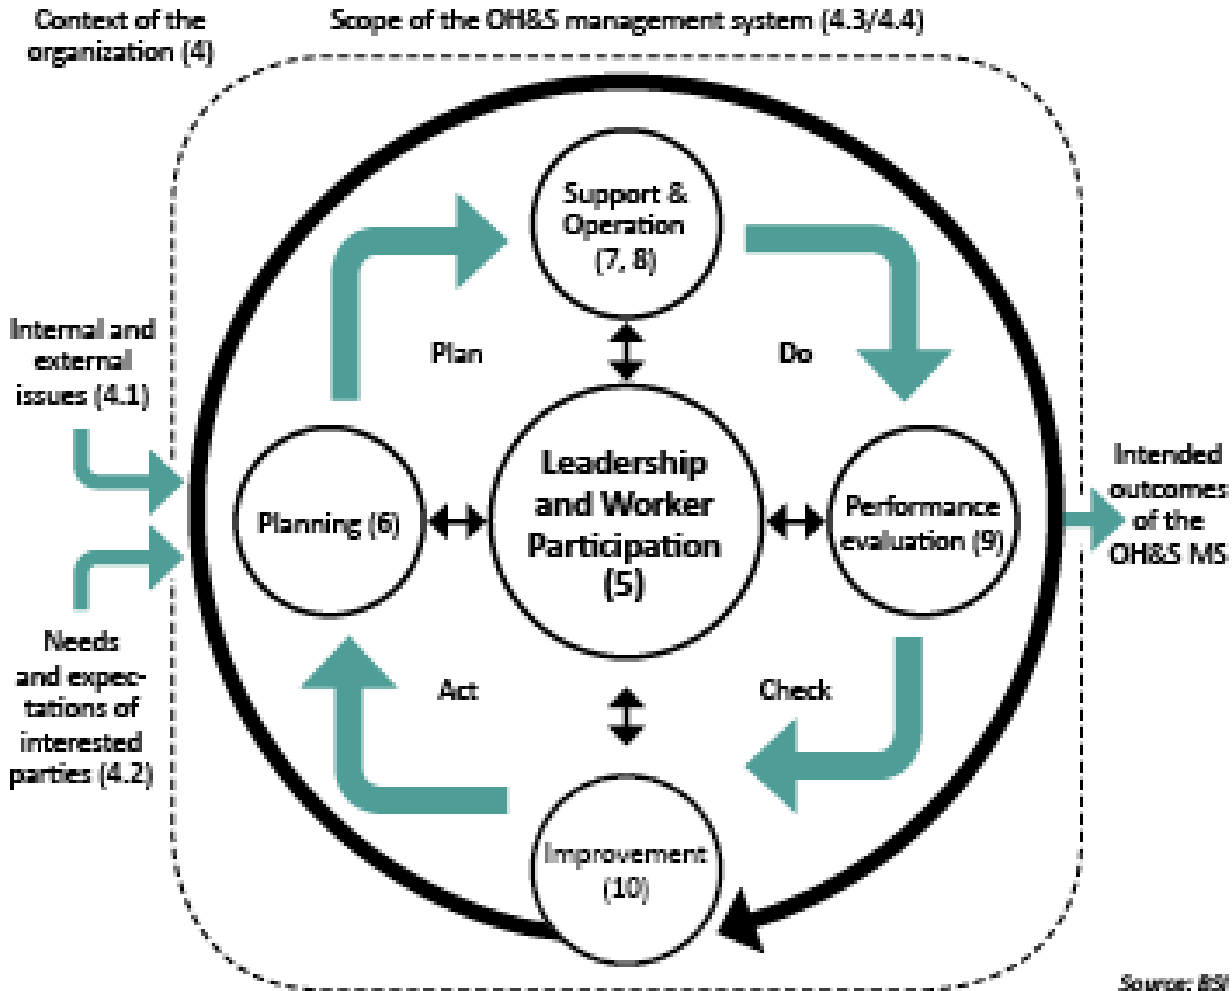 Context of the
organization (4)
Scope of the OH&S management system (4.3/4.4)
Support &
Operation
(7, 8)
Internal and
external
issues (4.1)
Plan
Do
Leadership
and Worker
Participation
(5)
Planning (6)
Performance
evaluation (9)
Intended
outcomes
of the
OH&S MS
Needs
and expec-
tations of
interested
parties (4.2)
Act
Check
Improvement
(10)
Source: BSI